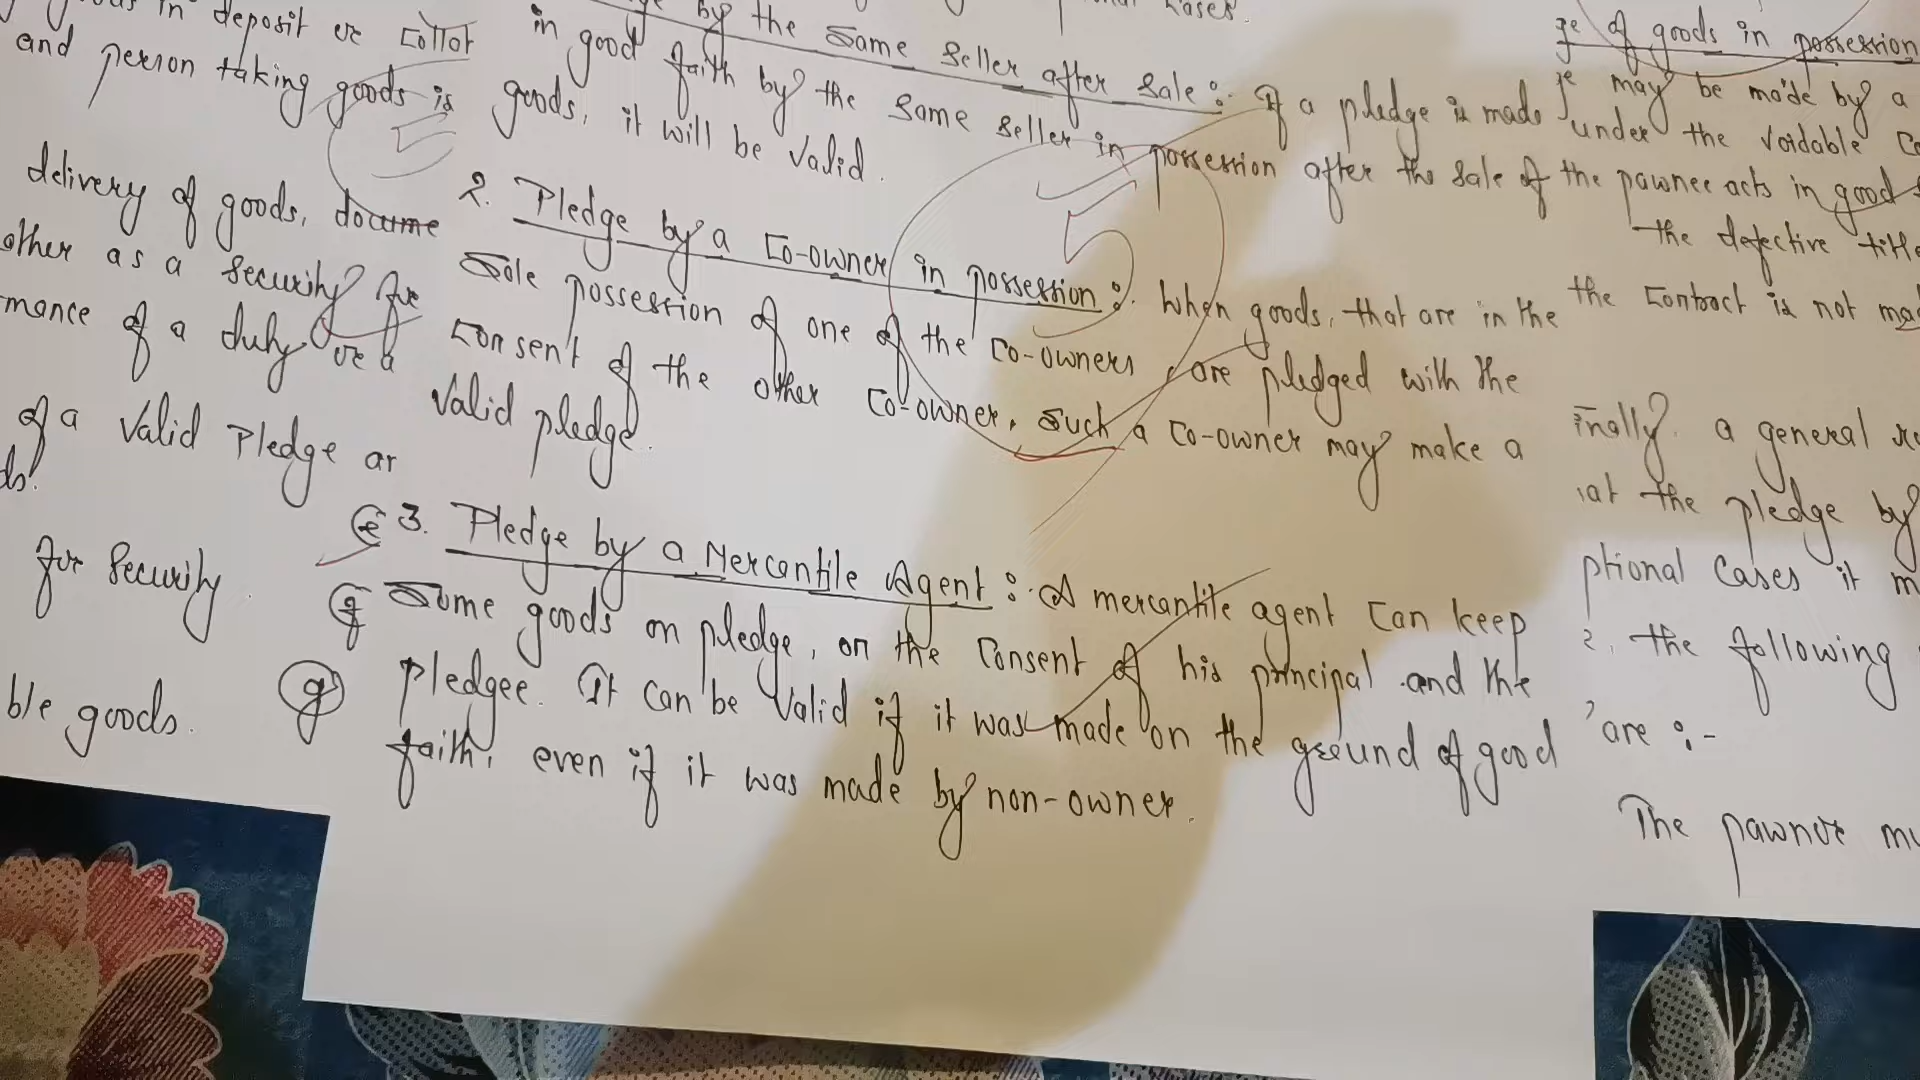 in deposit or
and person taking goods is
delivery of goods,
other as a security for
of a duty or a
of a Valid Pledge ar
for Security
ble goods.
by the Same Seller after Sale : If a pledge is made
in good faith by the Same Seller in possession after the Sale of the
goods, it will be Valid.
2. Pledge by a Co-owner in possession : When goods, that are in the
Sole possession of one of the Co-owners, are pledged with the
Consent of the other Co-owner, Such a Co-owner may make a
Valid pledge.
3. Pledge by a Mercantile Agent : A mercantile agent Can keep
Some goods on pledge, on the Consent of his principal and the
Pledgee. It can be Valid if it was made on the ground of good
faith, even if it was made by non-owner.
of goods in possession
may be made by a
under the voidable
pawnee acts in good
the defective title
the Contract is not
a general
the pledge by
Cases it
the following
are :-
The pawnor